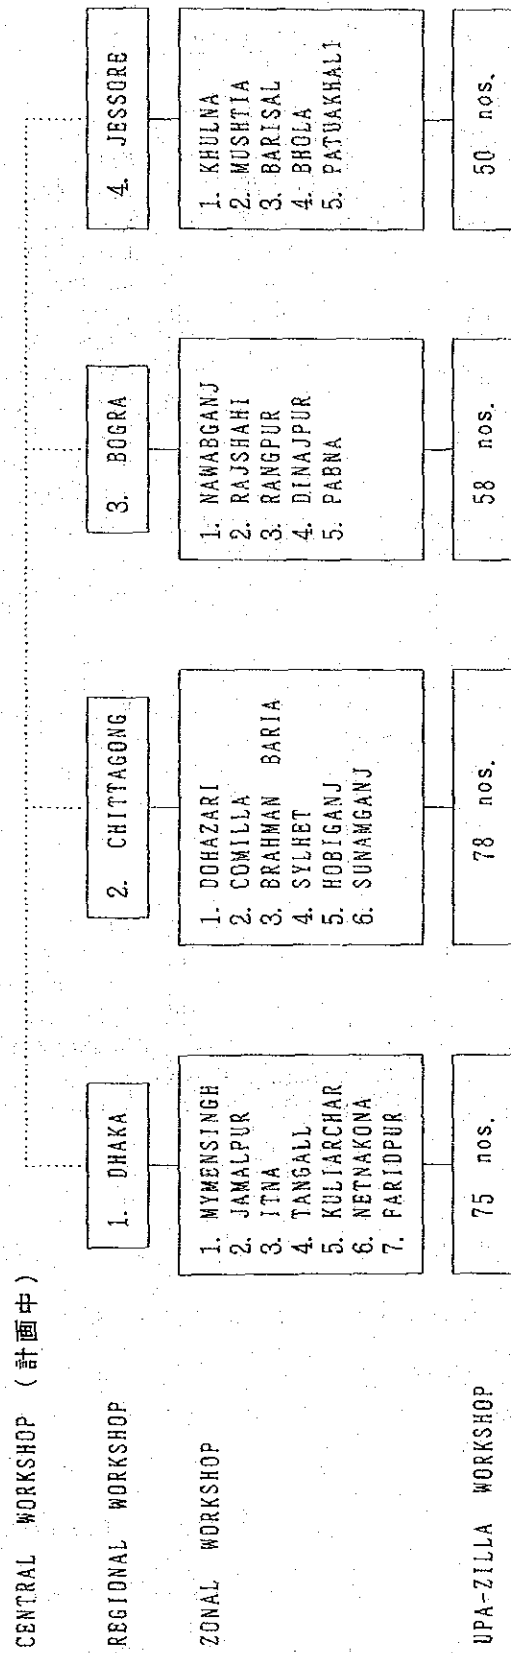 CENTRAL WORKSHOP (計画中)
REGIONAL WORKSHOP
1. DHAKA
2. CHITTAGONG
3. BOGRA
4. JESSORE
ZONAL WORKSHOP
1. MYMENSINGH
2. JAMALPUR
3. ITNA
4. TANGALL
5. KULIARCHAR
6. NETNAKONA
7. FARIDPUR
1. DOHAZARI
2. COMILLA
3. BRAHMAN BARIA
4. SYLHET
5. HOBIGANJ
6. SUNAMGANJ
1. NAWABGANJ
2. RAJSHAHI
3. RANGPUR
4. DINAJPUR
5. PABNA
1. KHULNA
2. MUSHTIA
3. BARISAL
4. BHOLA
5. PATUAKHALI
UPA-ZILLA WORKSHOP
75 nos.
78 nos.
58 nos.
50 nos.